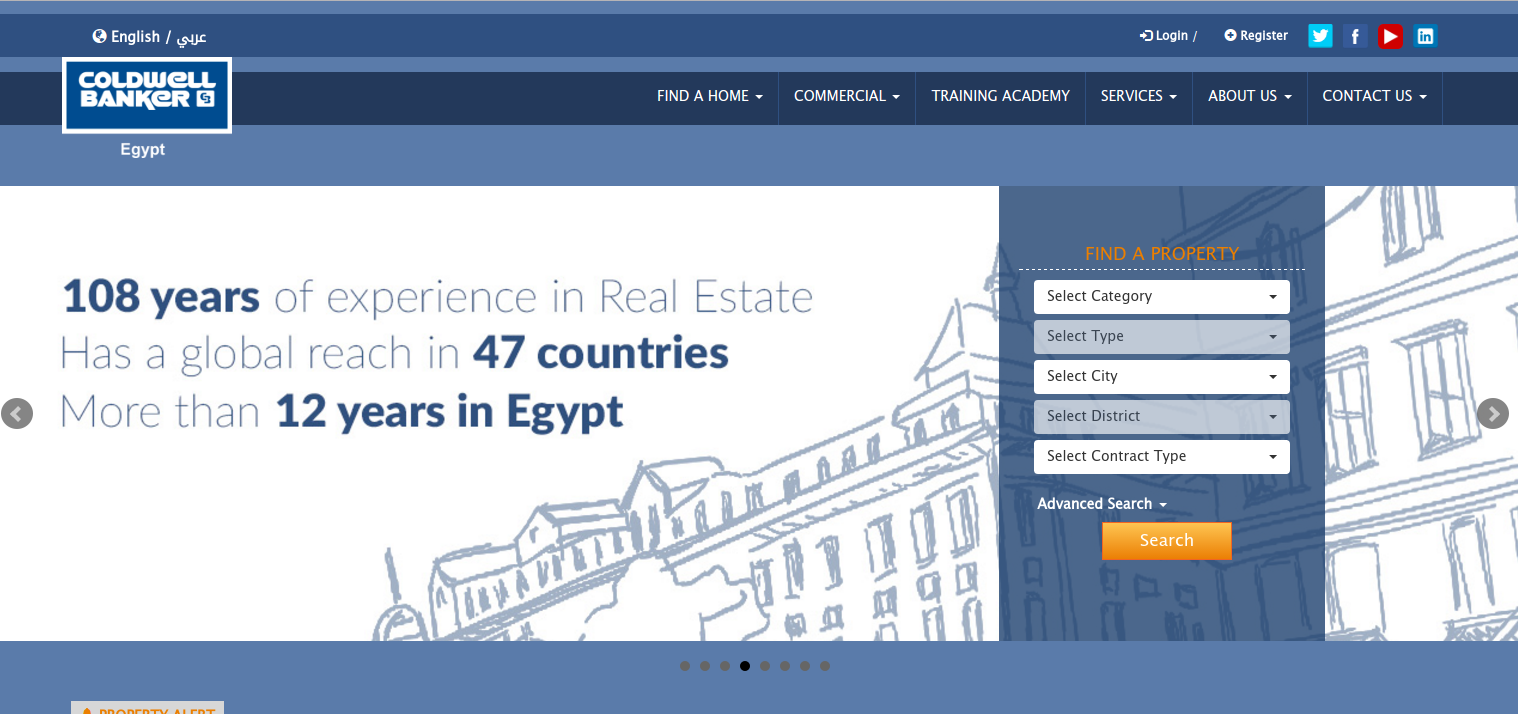 English / عربي
Login /
Register
COLDWELL
BANKER CB
Egypt
FIND A HOME
COMMERCIAL
TRAINING ACADEMY
SERVICES
ABOUT US
CONTACT US
108 years of experience in Real Estate
Has a global reach in 47 countries
More than 12 years in Egypt
FIND A PROPERTY
Select Category
Select Type
Select City
Select District
Select Contract Type
Advanced Search
Search
PROPERTY ALERT